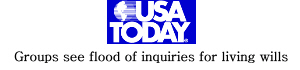 USA
TODAY
Groups see flood of inquiries for living wills